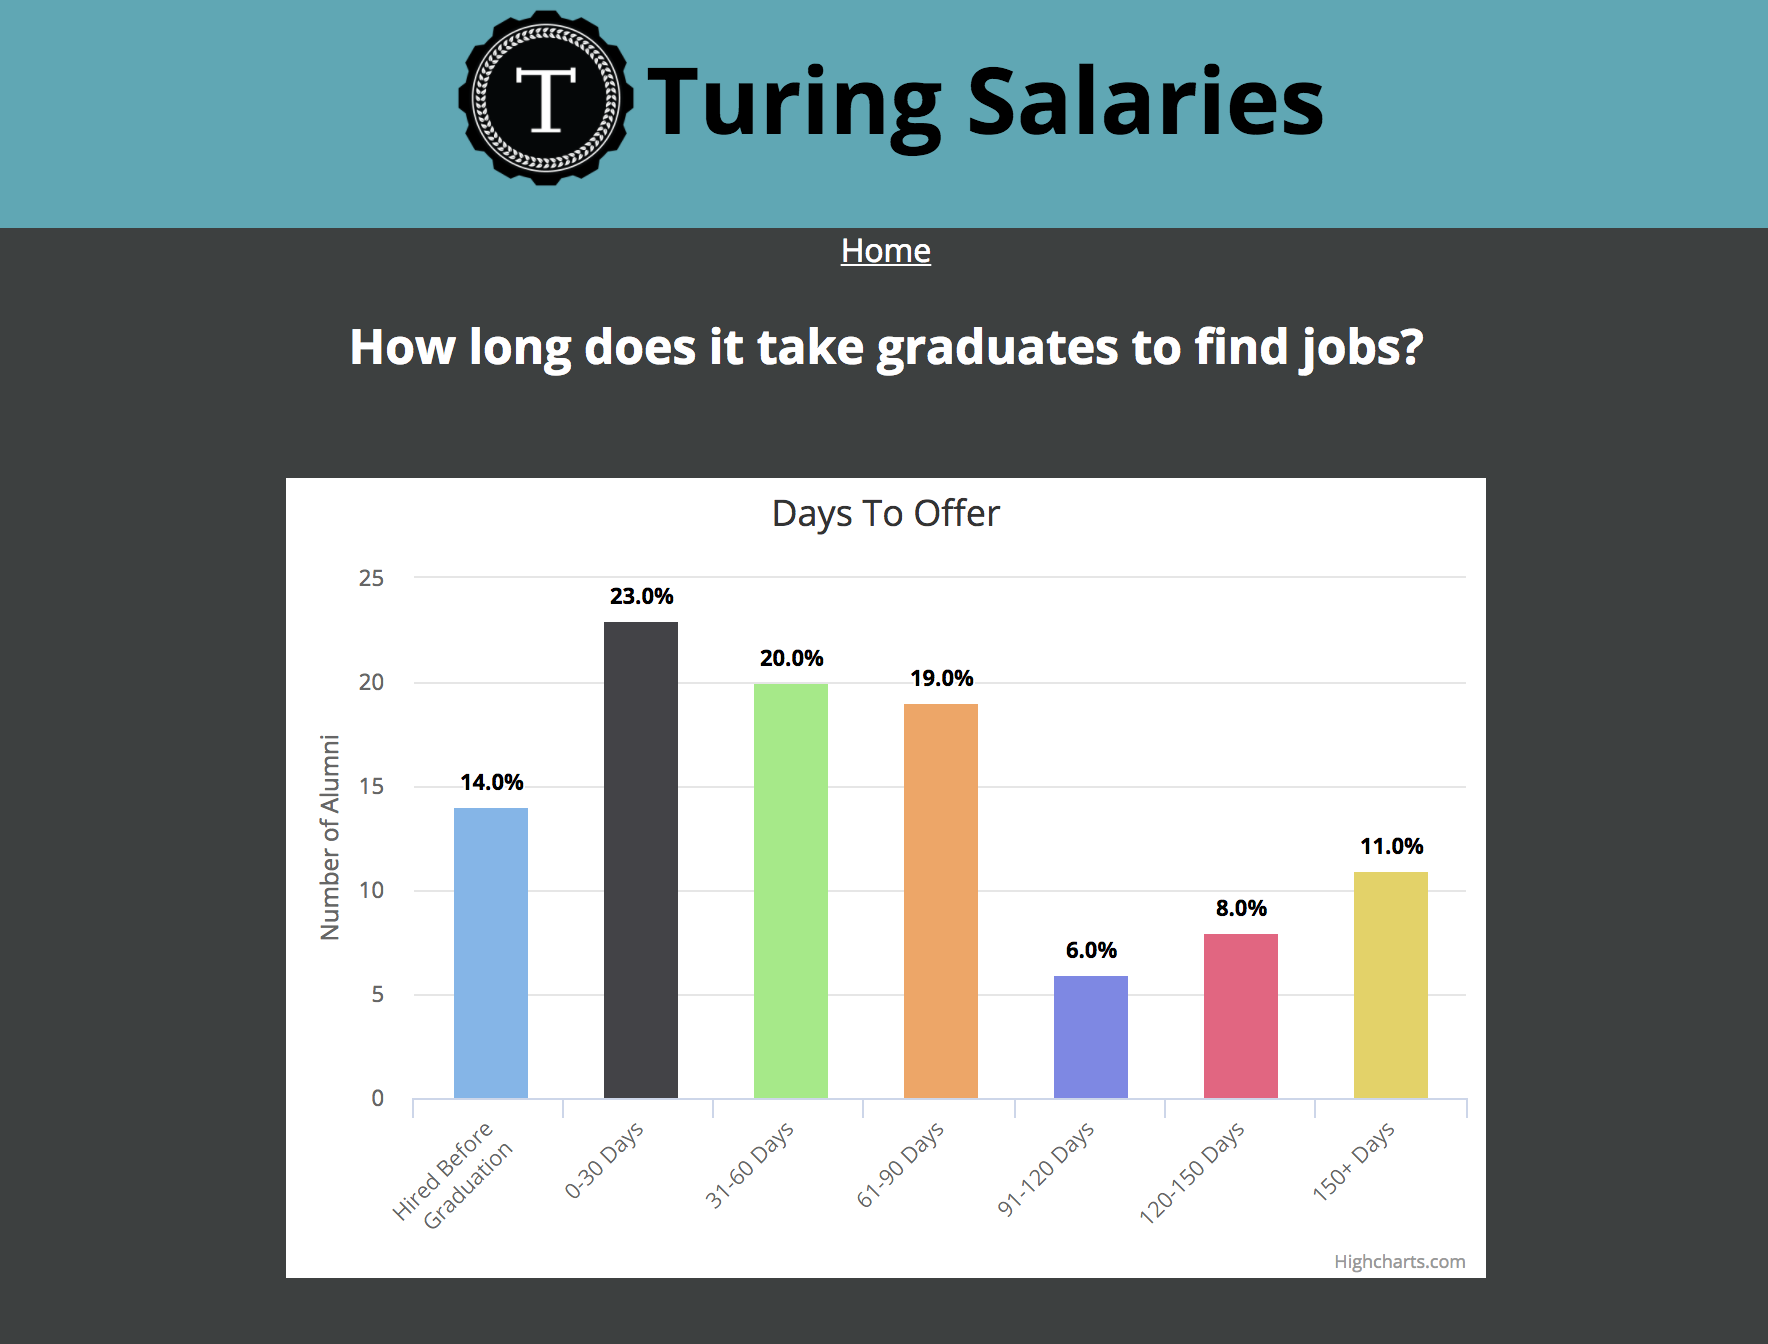 T
Turing Salaries
Home
How long does it take graduates to find jobs?
Days To Offer
Number of Alumni
25
20
15
10
5
0
14.0%
23.0%
20.0%
19.0%
6.0%
8.0%
11.0%
Hired Before
Graduation
0-30 Days
31-60 Days
61-90 Days
91-120 Days
120-150 Days
150+ Days
Highcharts.com